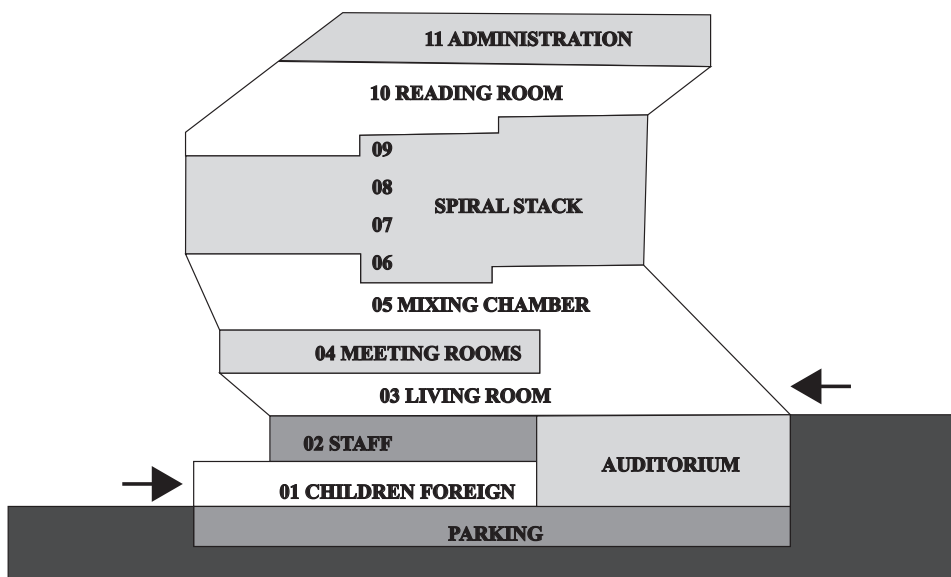 11 ADMINISTRATION
10 READING ROOM
09
08
07
SPIRAL STACK
06
05 MIXING CHAMBER
04 MEETING ROOMS
03 LIVING ROOM
02 STAFF
AUDITORIUM
01 CHILDREN FOREIGN
PARKING